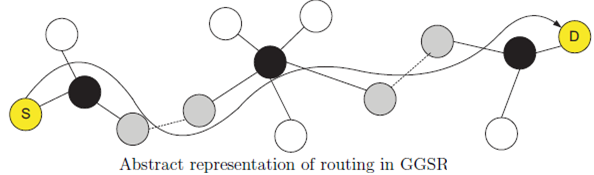 D
S
Abstract representation of routing in GGSR